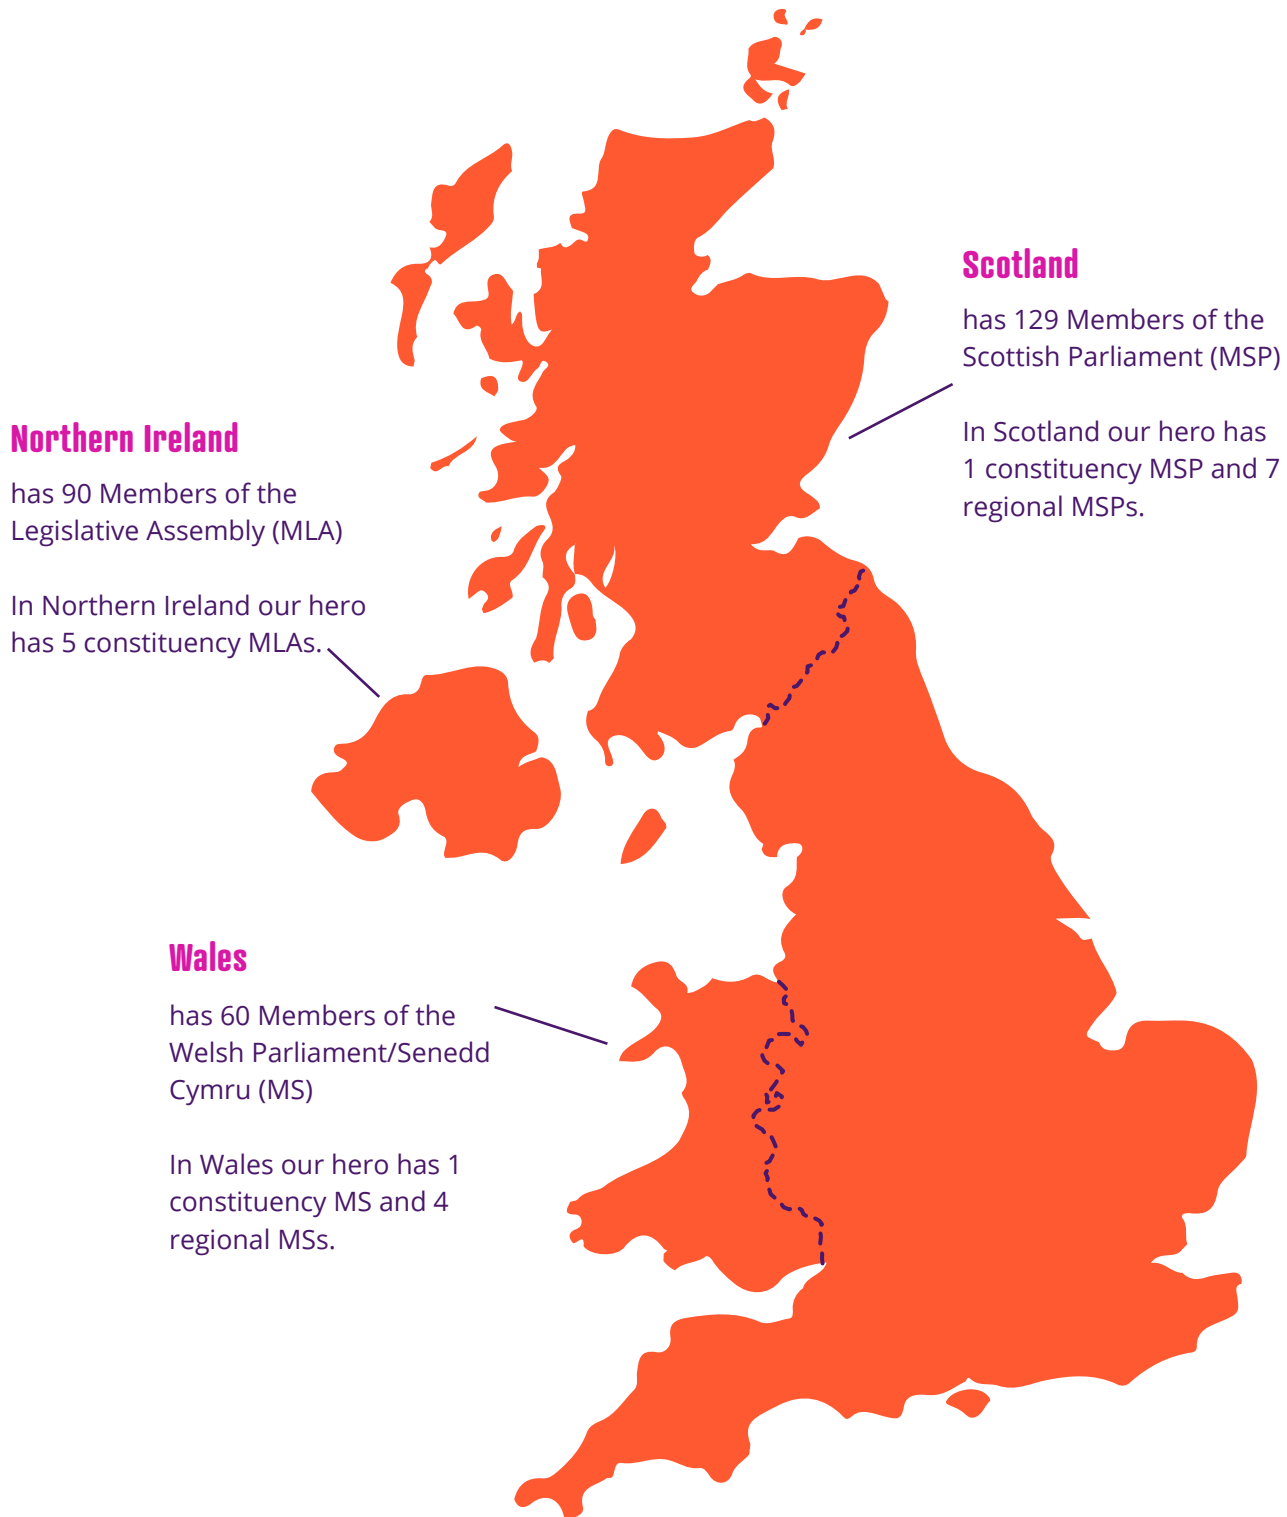 Scotland
has 129 Members of the
Scottish Parliament (MSP)
In Scotland our hero has
1 constituency MSP and 7
regional MSPs.
Northern Ireland
has 90 Members of the
Legislative Assembly (MLA)
In Northern Ireland our hero
has 5 constituency MLAs.
Wales
has 60 Members of the
Welsh Parliament/Senedd
Cymru (MS)
In Wales our hero has 1
constituency MS and 4
regional MSs.